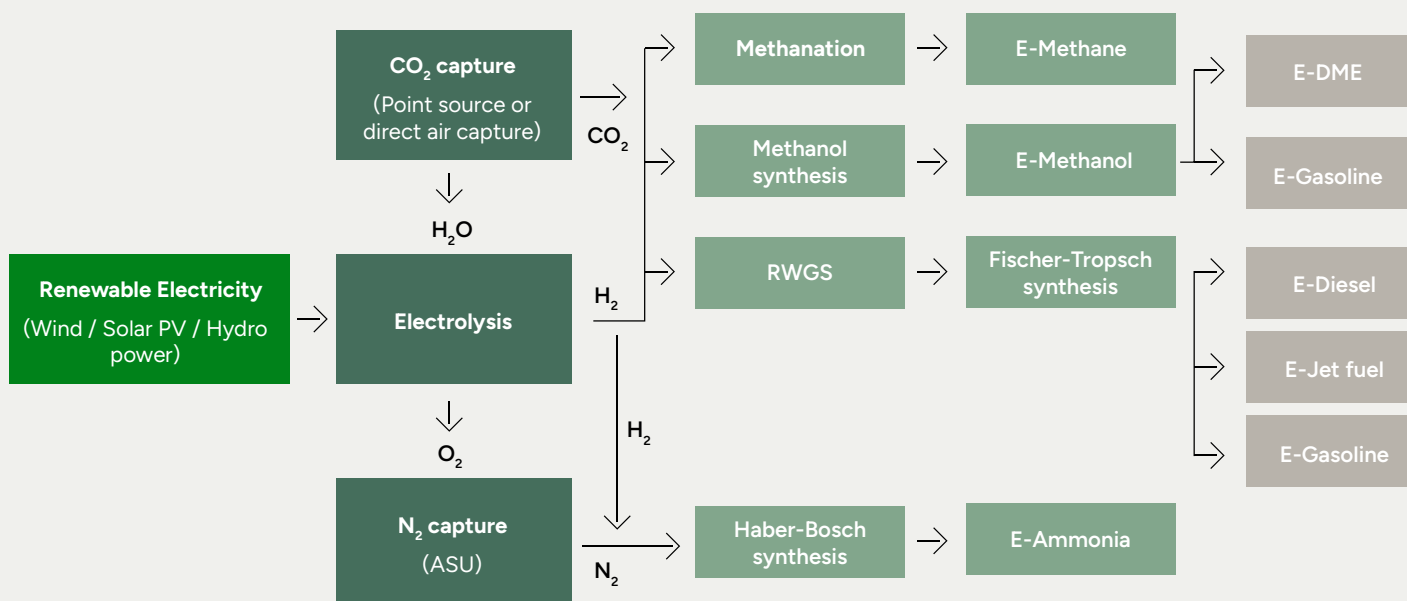 CO₂ capture
(Point source or
direct air capture)
CO₂
H₂O
Renewable Electricity
(Wind / Solar PV / Hydro
power)
Electrolysis
H₂
O₂
H₂
N₂ capture
(ASU)
N₂
Methanation
E-Methane
Methanol
synthesis
E-Methanol
RWGS
Fischer-Tropsch
synthesis
Haber-Bosch
synthesis
E-Ammonia
E-DME
E-Gasoline
E-Diesel
E-Jet fuel
E-Gasoline